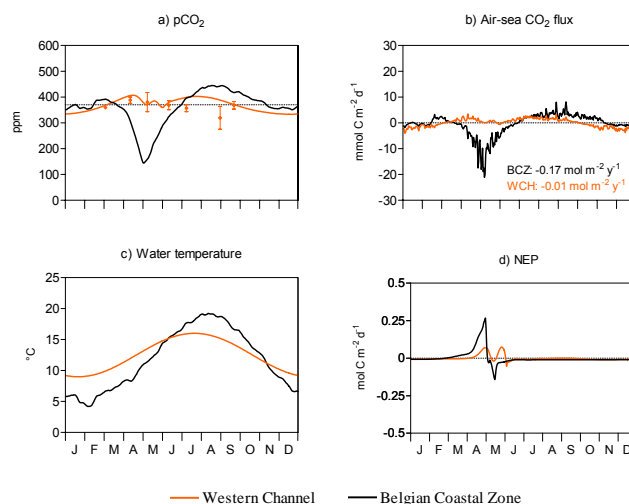 a) pCO₂
600
500
400
300
200
100
0
ppm
J F M A M J J A S O N D
b) Air-sea CO₂ flux
30
20
10
0
-10
-20
-30
mmol C m⁻² d⁻¹
BCZ: -0.17 mol m⁻² y⁻¹
WCH: -0.01 mol m⁻² y⁻¹
J F M A M J J A S O N D
c) Water temperature
25
20
15
10
5
0
°C
J F M A M J J A S O N D
d) NEP
0.5
0.25
0
-0.25
-0.5
mol C m⁻² d⁻¹
J F M A M J J A S O N D
Western Channel
Belgian Coastal Zone